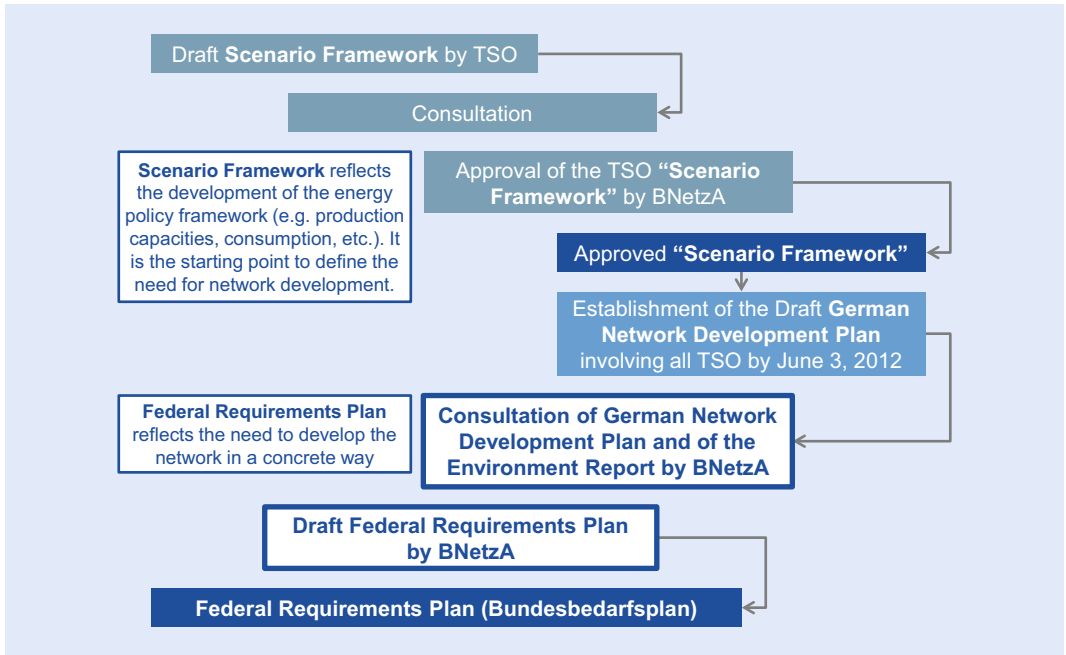 Draft Scenario Framework by TSO
Consultation
Scenario Framework reflects
the development of the energy
policy framework (e.g. production
capacities, consumption, etc.). It
is the starting point to define the
need for network development.
Approval of the TSO “Scenario
Framework” by BNetzA
Approved “Scenario Framework”
Establishment of the Draft German
Network Development Plan
involving all TSO by June 3, 2012
Federal Requirements Plan
reflects the need to develop the
network in a concrete way
Consultation of German Network
Development Plan and of the
Environment Report by BNetzA
Draft Federal Requirements Plan
by BNetzA
Federal Requirements Plan (Bundesbedarfsplan)